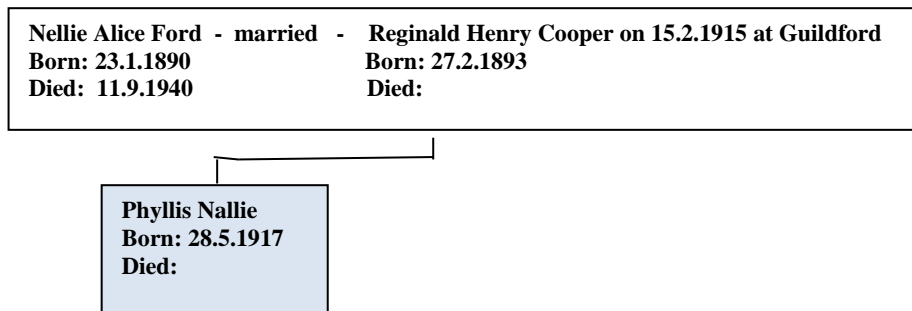 Nellie Alice Ford - married - Reginald Henry Cooper on 15.2.1915 at Guildford
Born: 23.1.1890 Born: 27.2.1893
Died: 11.9.1940 Died:
Phyllis Nallie
Born: 28.5.1917
Died: